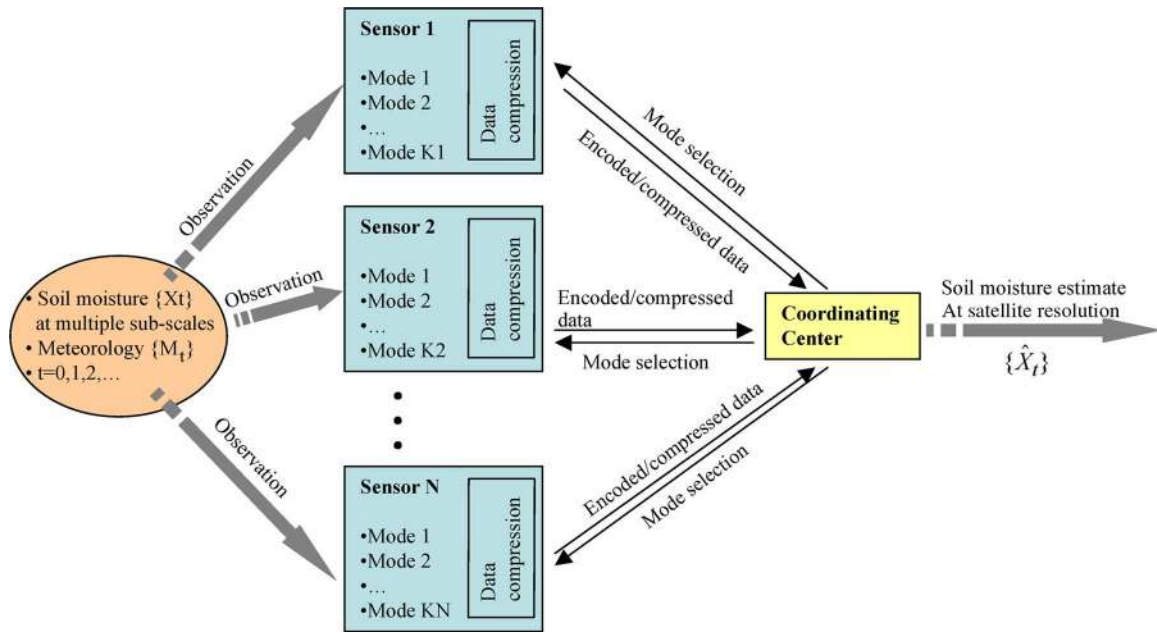 • Soil moisture {Xt}
at multiple sub-scales
• Meteorology {M_t}
• t=0,1,2,…
Observation
Observation
Observation
Sensor 1
•Mode 1
•Mode 2
•…
•Mode K1
Data
compression
Sensor 2
•Mode 1
•Mode 2
•…
•Mode K2
Data
compression
Sensor N
•Mode 1
•Mode 2
•…
•Mode KN
Data
compression
Mode selection
Encoded/compressed data
Encoded/compressed
data
Mode selection
Encoded/compressed data
Mode selection
Coordinating
Center
Soil moisture estimate
At satellite resolution
{X̂_t}